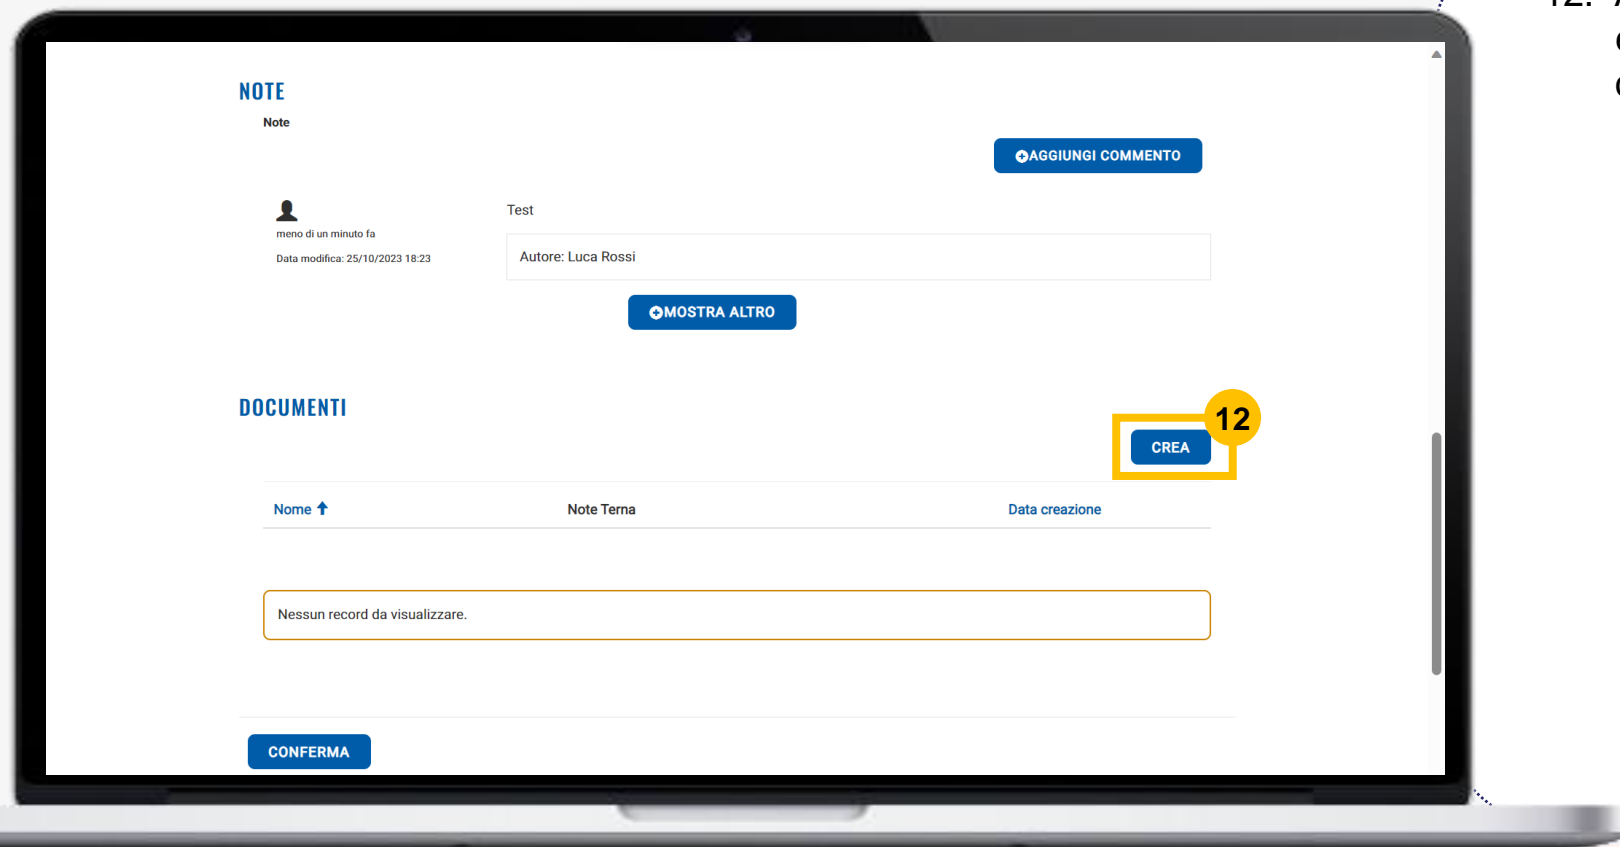 NOTE
Note
AGGIUNGI COMMENTO
Test
meno di un minuto fa
Data modifica: 25/10/2023 18:23
Autore: Luca Rossi
MOSTRA ALTRO
DOCUMENTI
12
CREA
Nome
Note Terna
Data creazione
Nessun record da visualizzare.
CONFERMA
12.